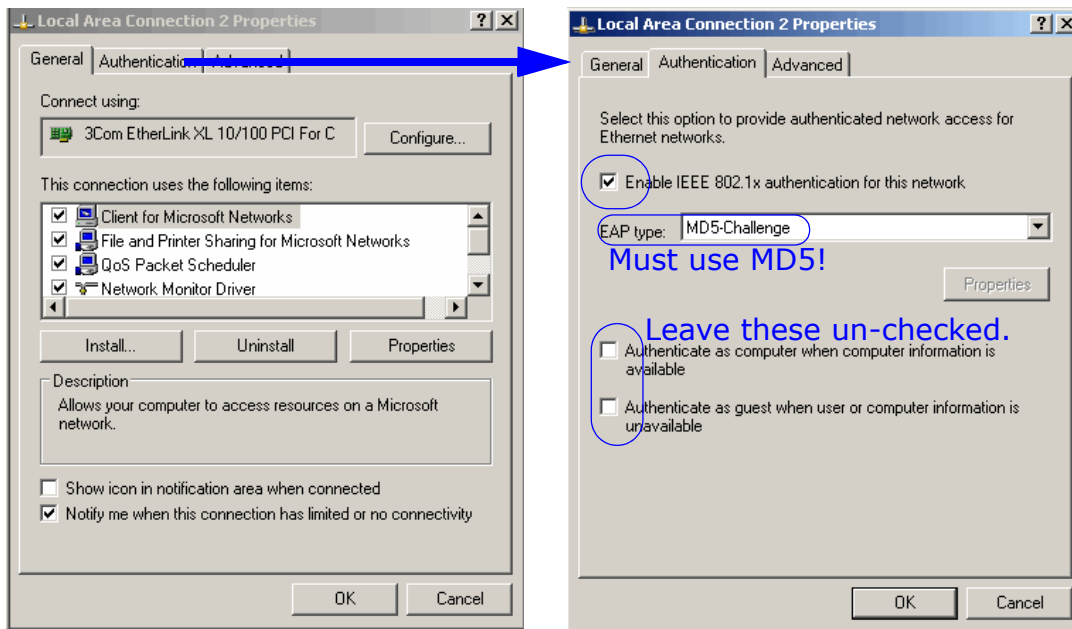 Local Area Connection 2 Properties
General
Authentication
Advanced
Connect using:
3Com EtherLink XL 10/100 PCI For C
Configure...
This connection uses the following items:
Client for Microsoft Networks
File and Printer Sharing for Microsoft Networks
QoS Packet Scheduler
Network Monitor Driver
Install...
Uninstall
Properties
Description
Allows your computer to access resources on a Microsoft
network.
Show icon in notification area when connected
Notify me when this connection has limited or no connectivity
OK
Cancel
Local Area Connection 2 Properties
General
Authentication
Advanced
Select this option to provide authenticated network access for
Ethernet networks.
Enable IEEE 802.1x authentication for this network
EAP type:
MD5-Challenge
Must use MD5!
Properties
Leave these un-checked.
Authenticate as computer when computer information is
available
Authenticate as guest when user or computer information is
unavailable
OK
Cancel